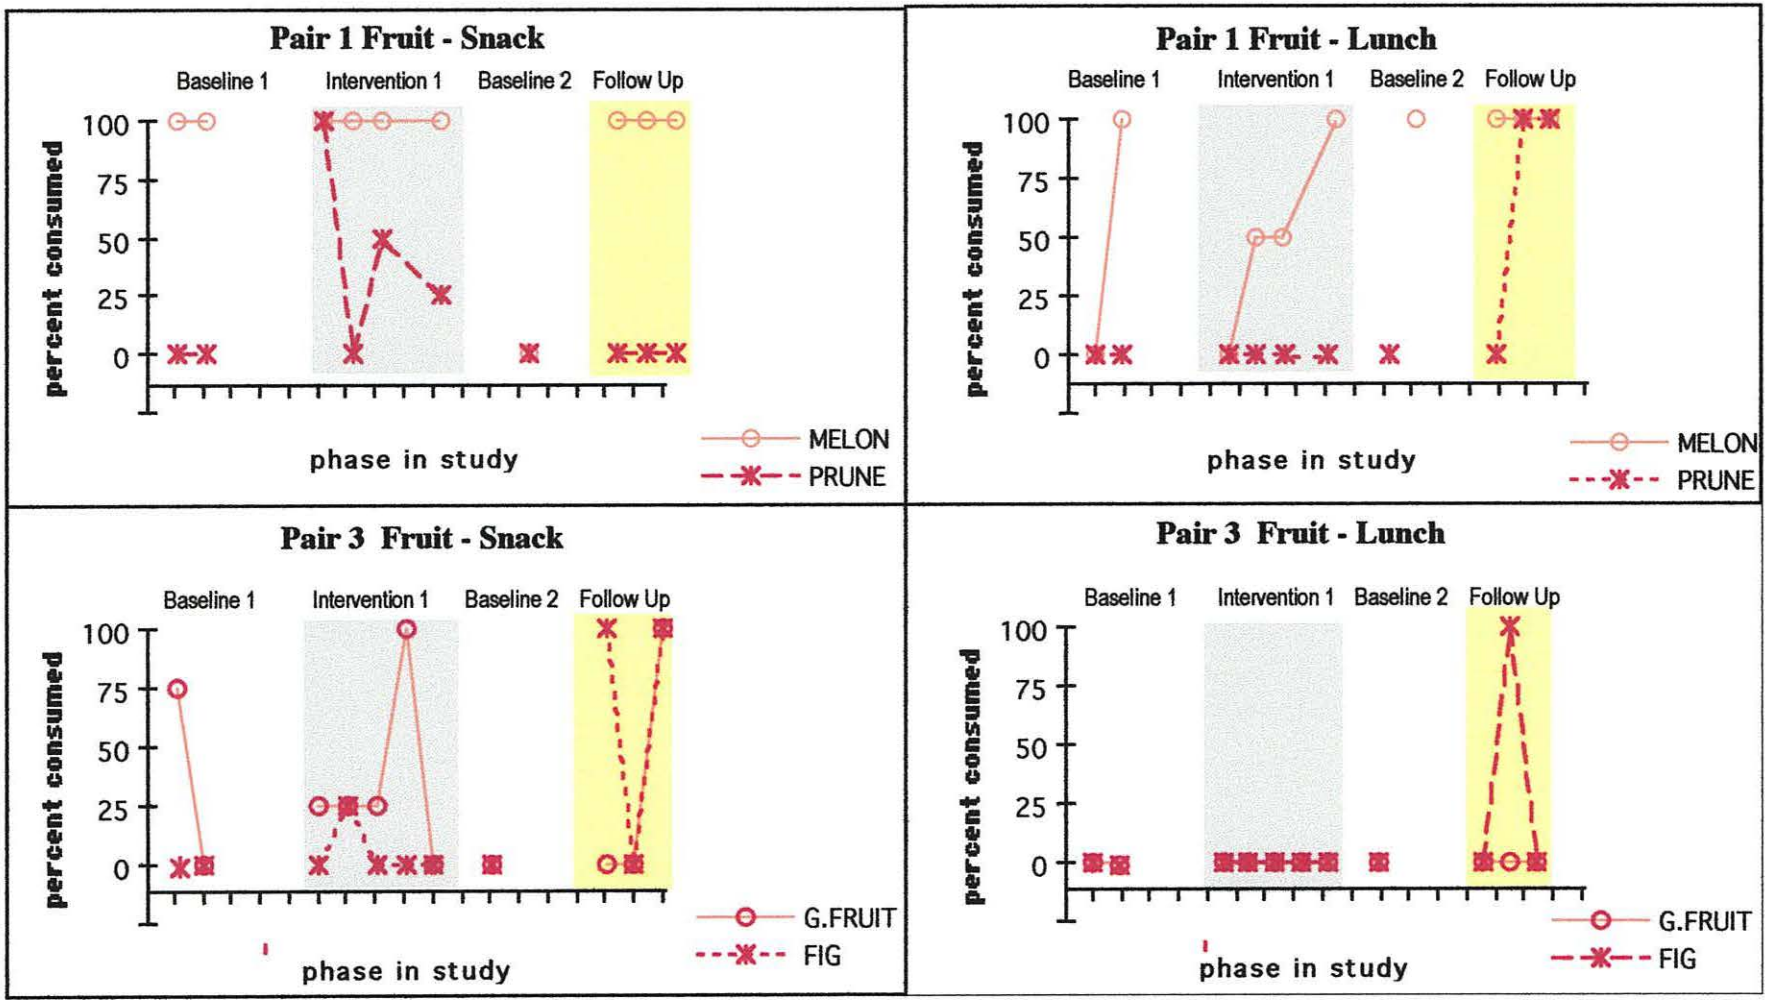 Pair 1 Fruit - Snack
Baseline 1 Intervention 1 Baseline 2 Follow Up
percent consumed
100
75
50
25
0
phase in study
MELON
PRUNE
Pair 1 Fruit - Lunch
Baseline 1 Intervention 1 Baseline 2 Follow Up
percent consumed
100
75
50
25
0
phase in study
MELON
PRUNE
Pair 3 Fruit - Snack
Baseline 1 Intervention 1 Baseline 2 Follow Up
percent consumed
100
75
50
25
0
phase in study
G.FRUIT
FIG
Pair 3 Fruit - Lunch
Baseline 1 Intervention 1 Baseline 2 Follow Up
percent consumed
100
75
50
25
0
phase in study
G.FRUIT
FIG